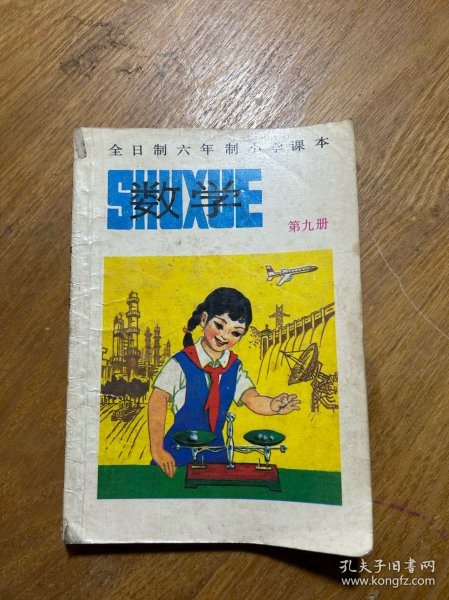 全日制六年制小学课本
SHUXUE
数学
第九册
孔夫子旧书网
www.kongfz.com